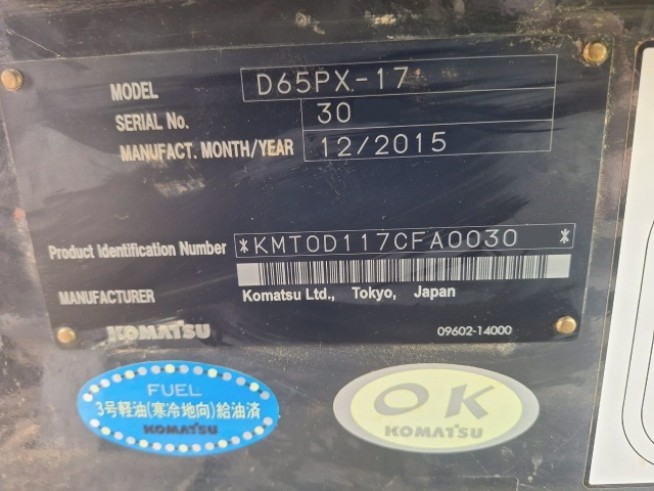 MODEL D65PX-17
SERIAL No. 30
MANUFACT. MONTH/YEAR 12/2015
Product Identification Number *KMT0D117CFA0030 *
MANUFACTURER Komatsu Ltd., Tokyo, Japan
KOMATSU 09602-14000
FUEL
3号軽油(寒冷地向)給油済
KOMATSU
OK
KOMATSU